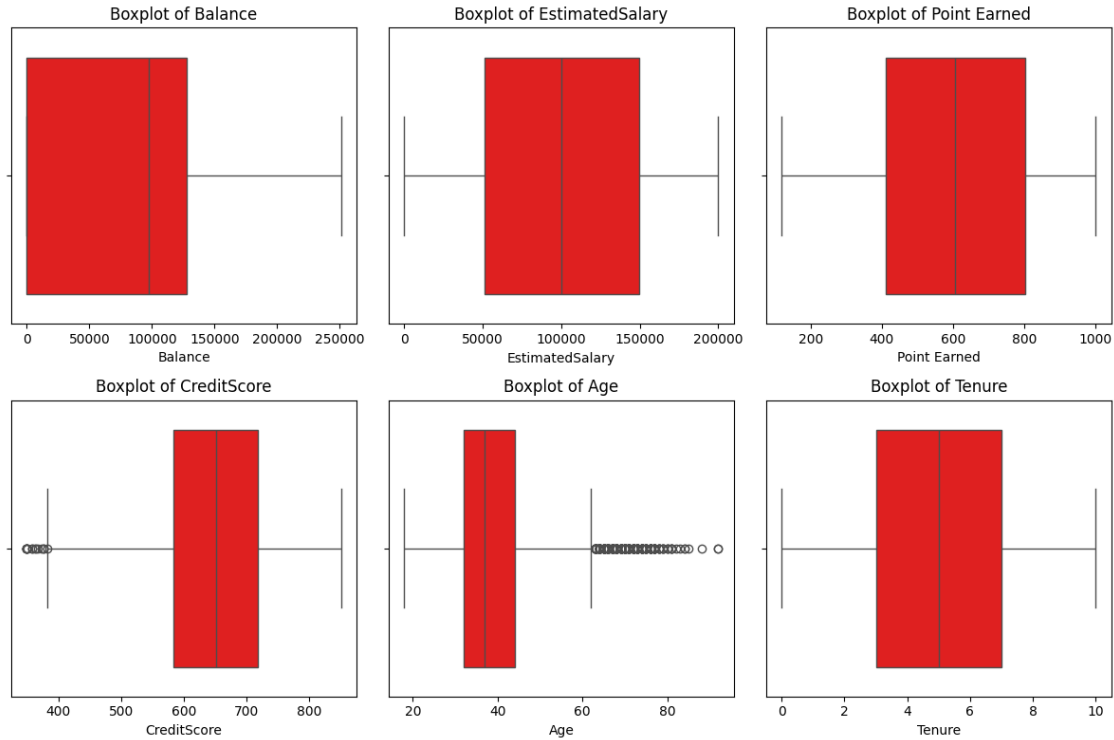 Boxplot of Balance
Boxplot of EstimatedSalary
Boxplot of Point Earned
0 50000 100000 150000 200000 250000
Balance
0 50000 100000 150000 200000
EstimatedSalary
200 400 600 800 1000
Point Earned
Boxplot of CreditScore
Boxplot of Age
Boxplot of Tenure
400 500 600 700 800
CreditScore
20 40 60 80
Age
0 2 4 6 8 10
Tenure